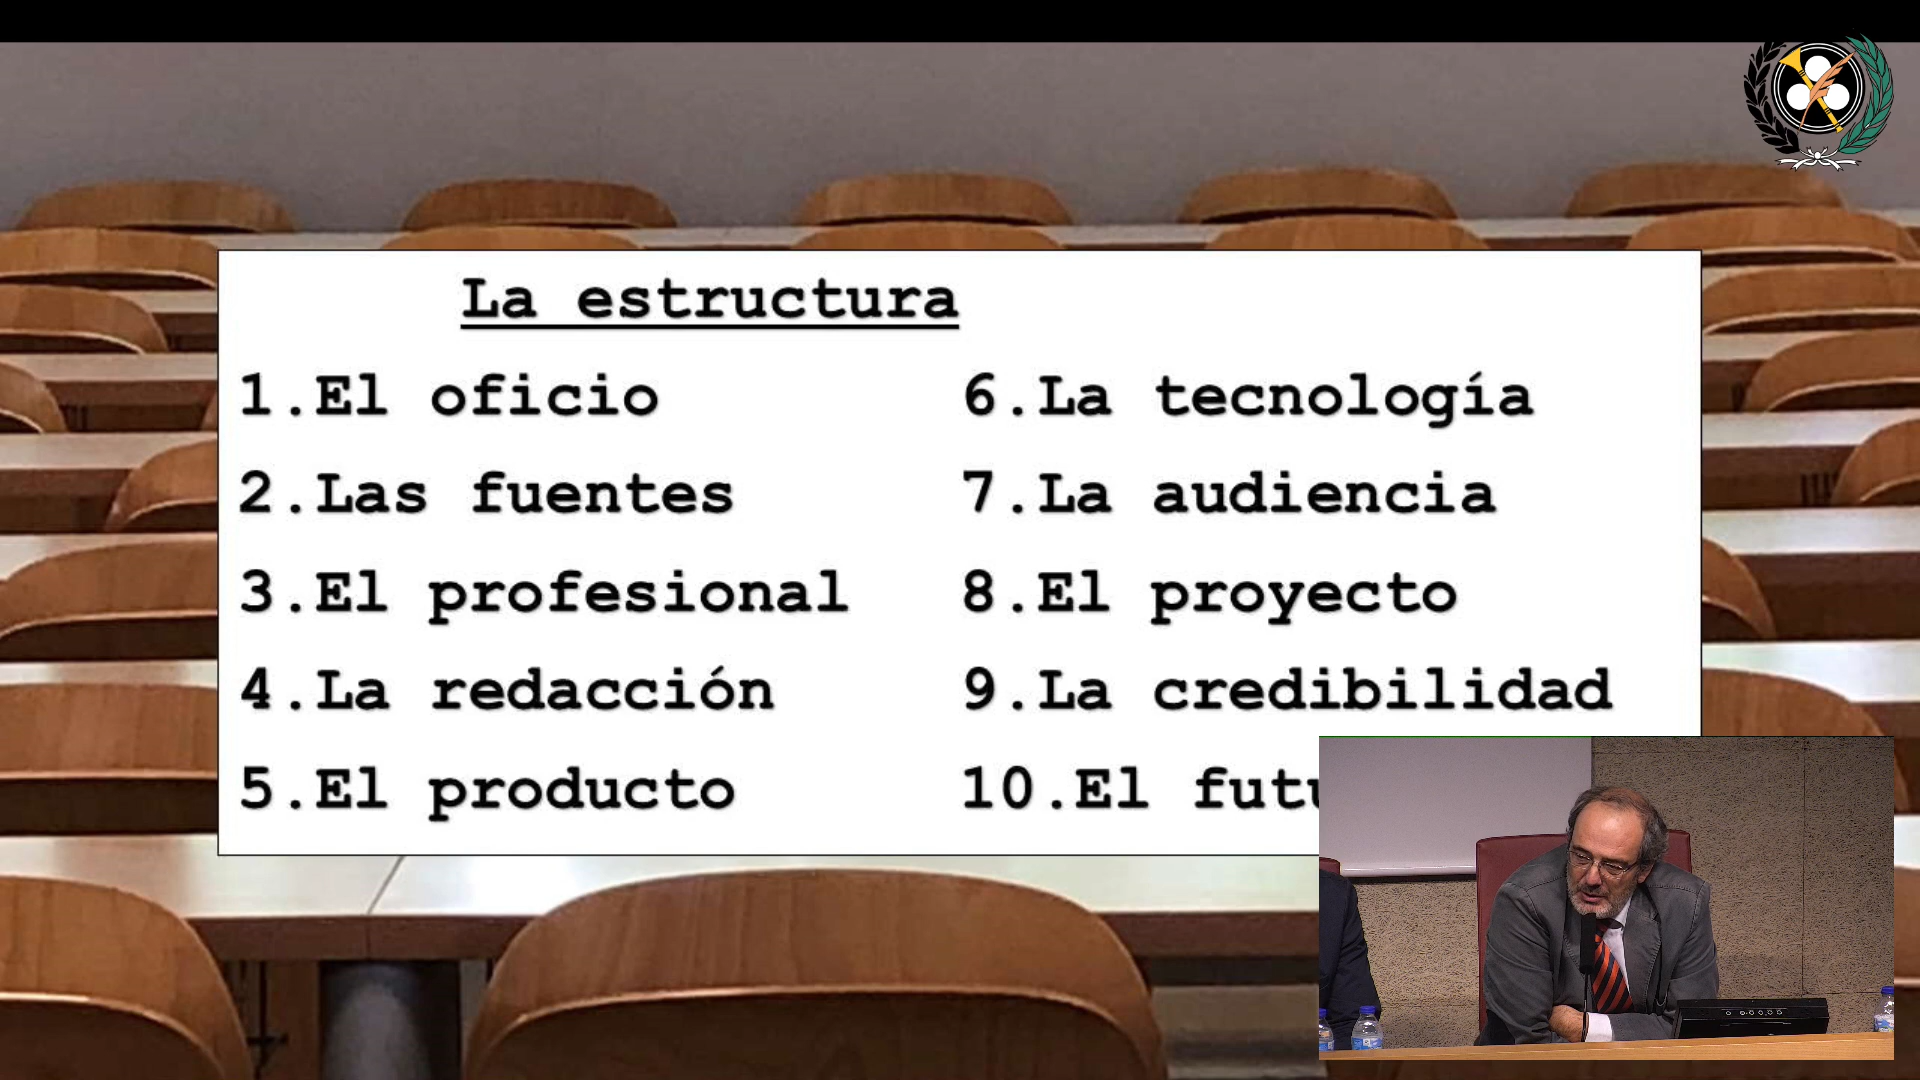 La estructura
1.El oficio
2.Las fuentes
3.El profesional
4.La redacción
5.El producto
6.La tecnología
7.La audiencia
8.El proyecto
9.La credibilidad
10.El